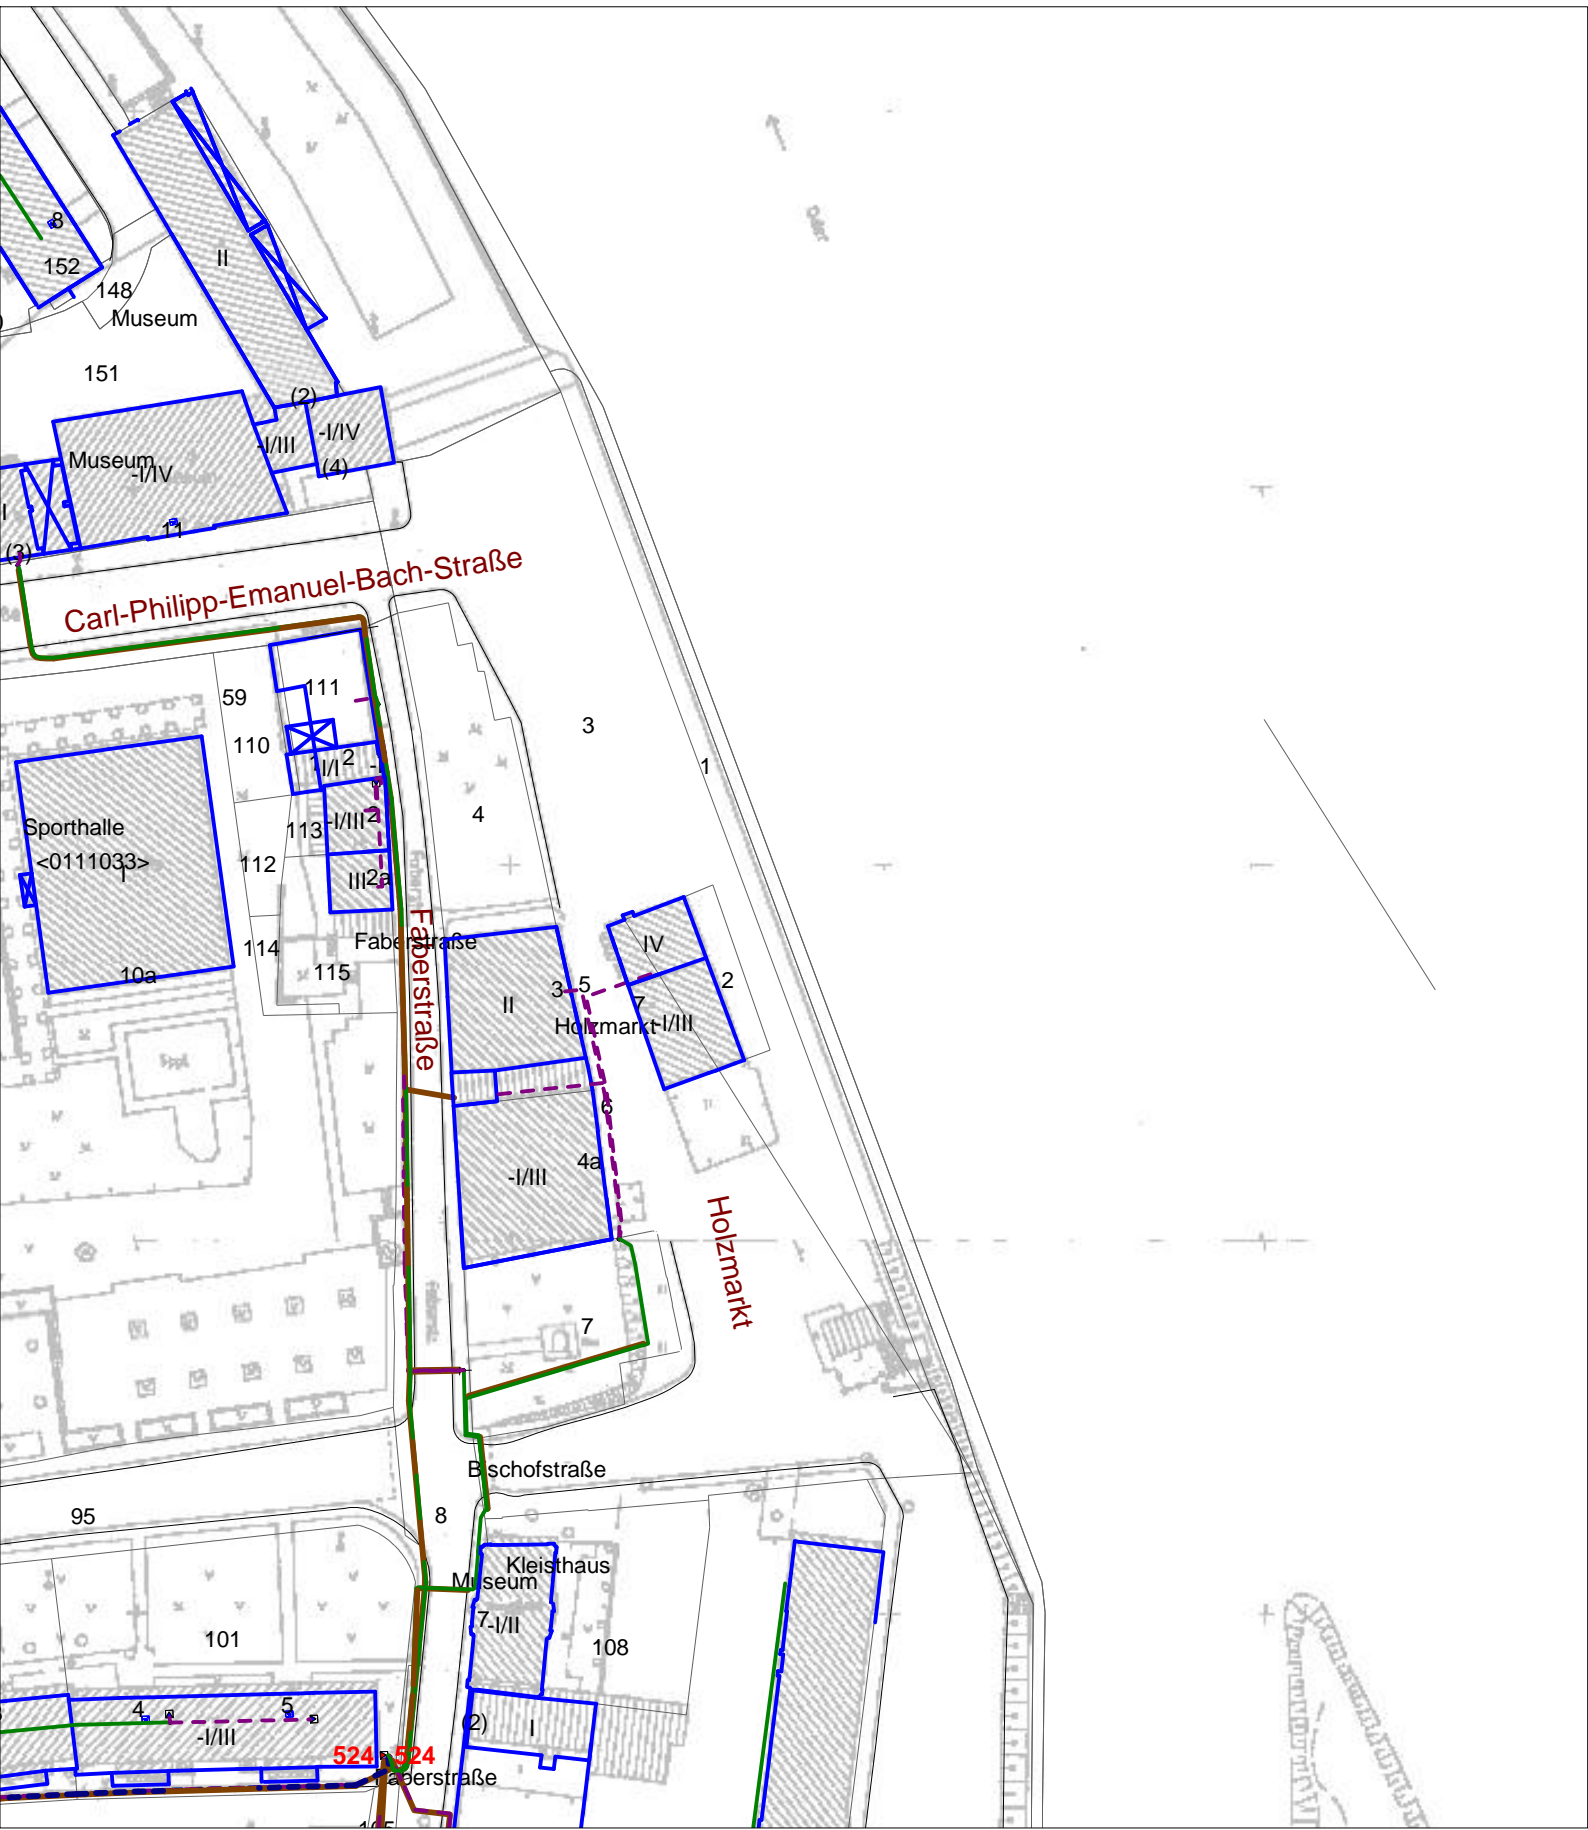 8
152
148
Museum
II
151
(2)
-I/IV
-I/III
(4)
Museum
-I/IV
I
11
(3)
Carl-Philipp-Emanuel-Bach-Straße
59
111
3
110
1
2
I/I
1
4
Sporthalle
<0111033>
I
113
-I/III
2
112
III
2a
Faberstraße
Faberstraße
114
115
10a
IV
II
3
5
2
7
Holzmarkt
-I/III
6
4a
-I/III
Holzmarkt
7
Bischofstraße
95
8
Kleisthaus
Museum
7
-I/II
101
108
4
5
-I/III
(2)
I
524
524
Faberstraße